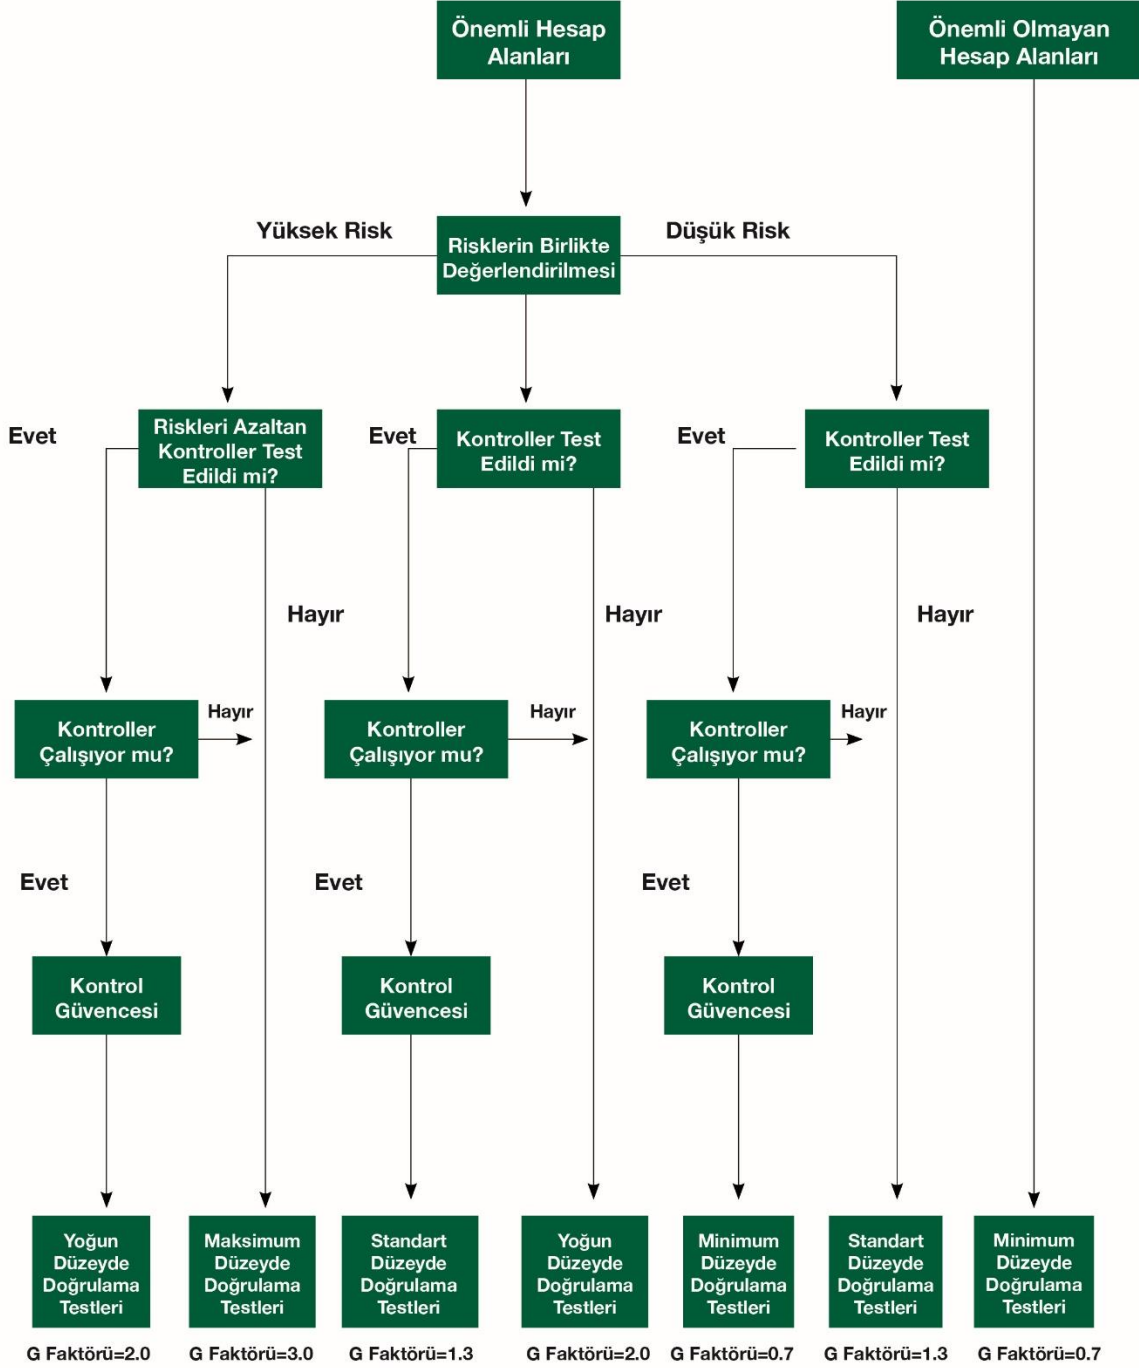 Önemli Hesap
Alanları
Önemli Olmayan
Hesap Alanları
Yüksek Risk
Risklerin Birlikte
Değerlendirilmesi
Düşük Risk
Evet
Riskleri Azaltan
Kontroller Test
Edildi mi?
Evet
Kontroller Test
Edildi mi?
Evet
Kontroller Test
Edildi mi?
Hayır
Hayır
Hayır
Kontroller
Çalışıyor mu?
Hayır
Kontroller
Çalışıyor mu?
Hayır
Kontroller
Çalışıyor mu?
Hayır
Evet
Evet
Evet
Kontrol
Güvencesi
Kontrol
Güvencesi
Kontrol
Güvencesi
Yoğun
Düzeyde
Doğrulama
Testleri
Maksimum
Düzeyde
Doğrulama
Testleri
Standart
Düzeyde
Doğrulama
Testleri
Yoğun
Düzeyde
Doğrulama
Testleri
Minimum
Düzeyde
Doğrulama
Testleri
Standart
Düzeyde
Doğrulama
Testleri
Minimum
Düzeyde
Doğrulama
Testleri
G Faktörü=2.0
G Faktörü=3.0
G Faktörü=1.3
G Faktörü=2.0
G Faktörü=0.7
G Faktörü=1.3
G Faktörü=0.7